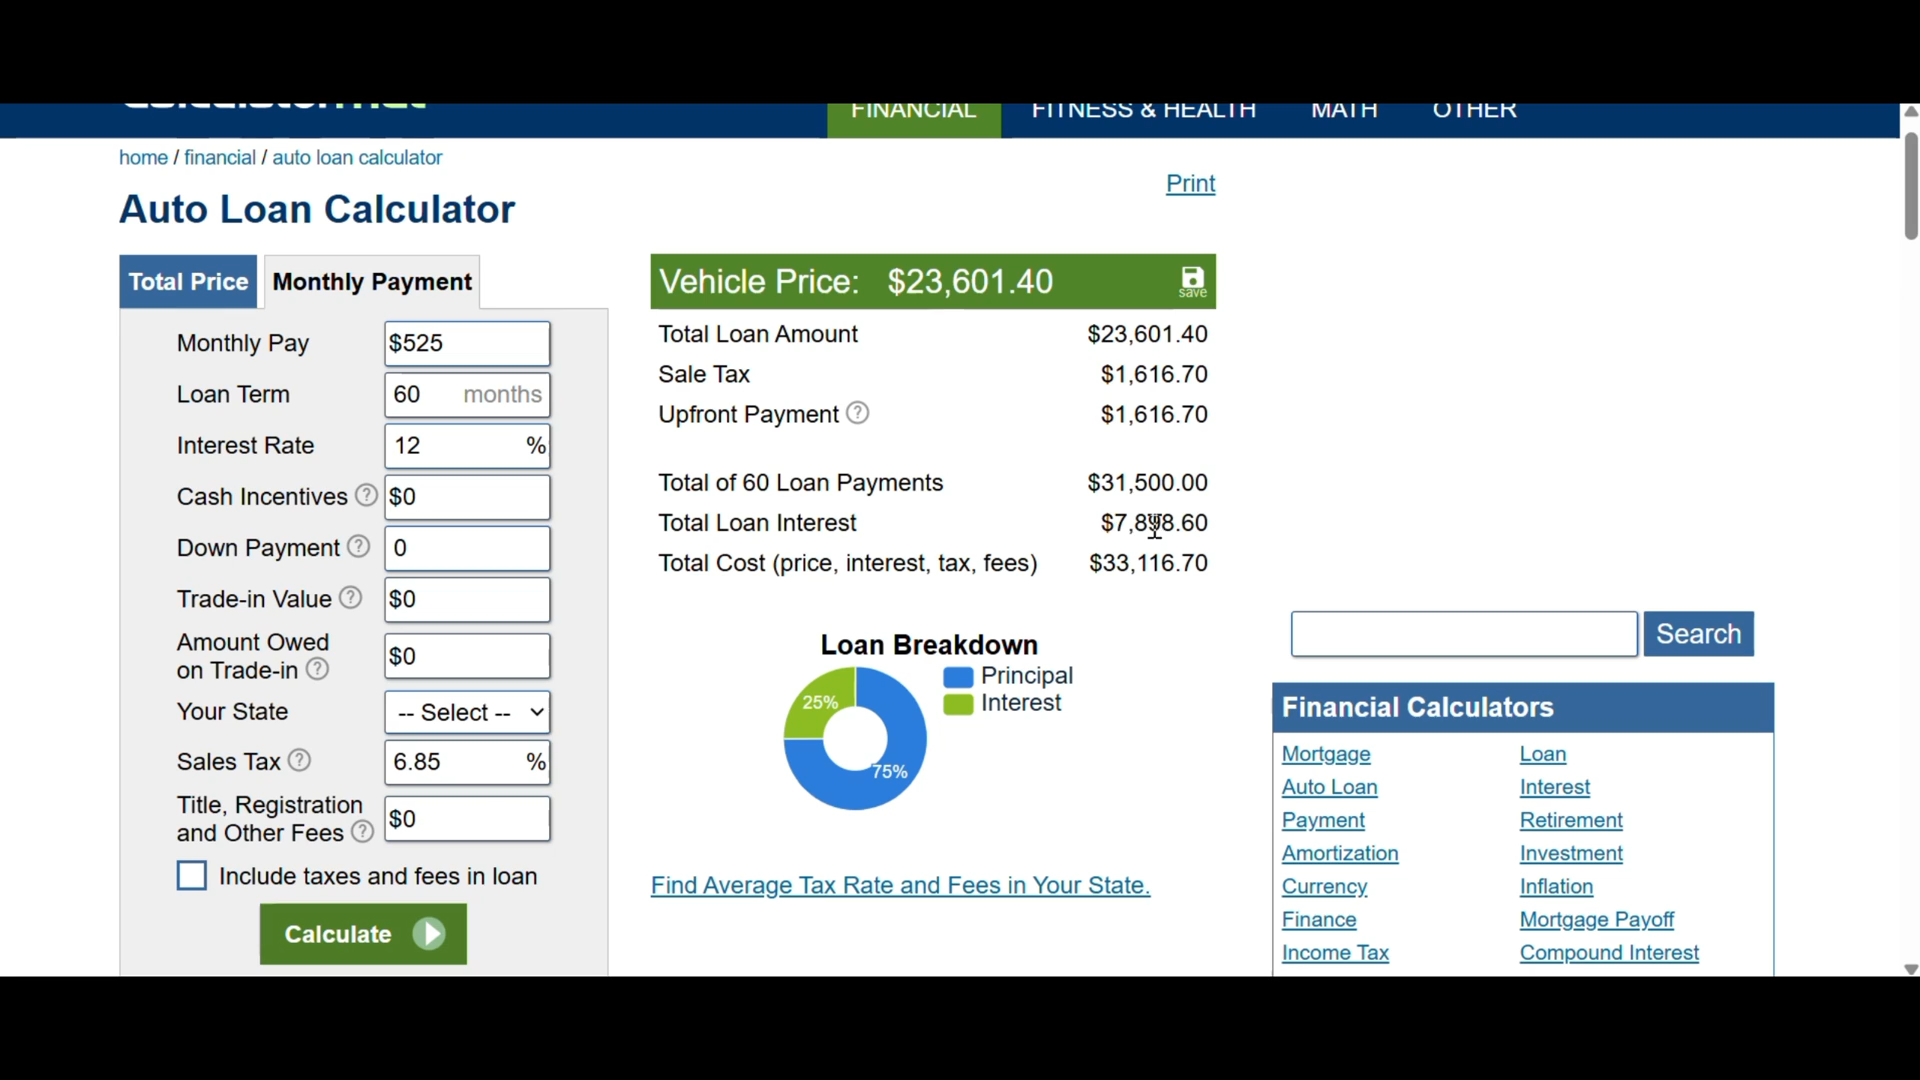 FINANCIAL FITNESS & HEALTH MATH OTHER
home / financial / auto loan calculator
Print
Auto Loan Calculator
Total Price Monthly Payment
Monthly Pay $525
Loan Term 60 months
Interest Rate 12 %
Cash Incentives ? $0
Down Payment ? 0
Trade-in Value ? $0
Amount Owed
on Trade-in ? $0
Your State -- Select --
Sales Tax ? 6.85 %
Title, Registration
and Other Fees ? $0
Include taxes and fees in loan
Calculate
Vehicle Price: $23,601.40
save
Total Loan Amount $23,601.40
Sale Tax $1,616.70
Upfront Payment ? $1,616.70
Total of 60 Loan Payments $31,500.00
Total Loan Interest $7,898.60
Total Cost (price, interest, tax, fees) $33,116.70
Loan Breakdown
Principal
Interest
25%
75%
Find Average Tax Rate and Fees in Your State.
Search
Financial Calculators
Mortgage Loan
Auto Loan Interest
Payment Retirement
Amortization Investment
Currency Inflation
Finance Mortgage Payoff
Income Tax Compound Interest